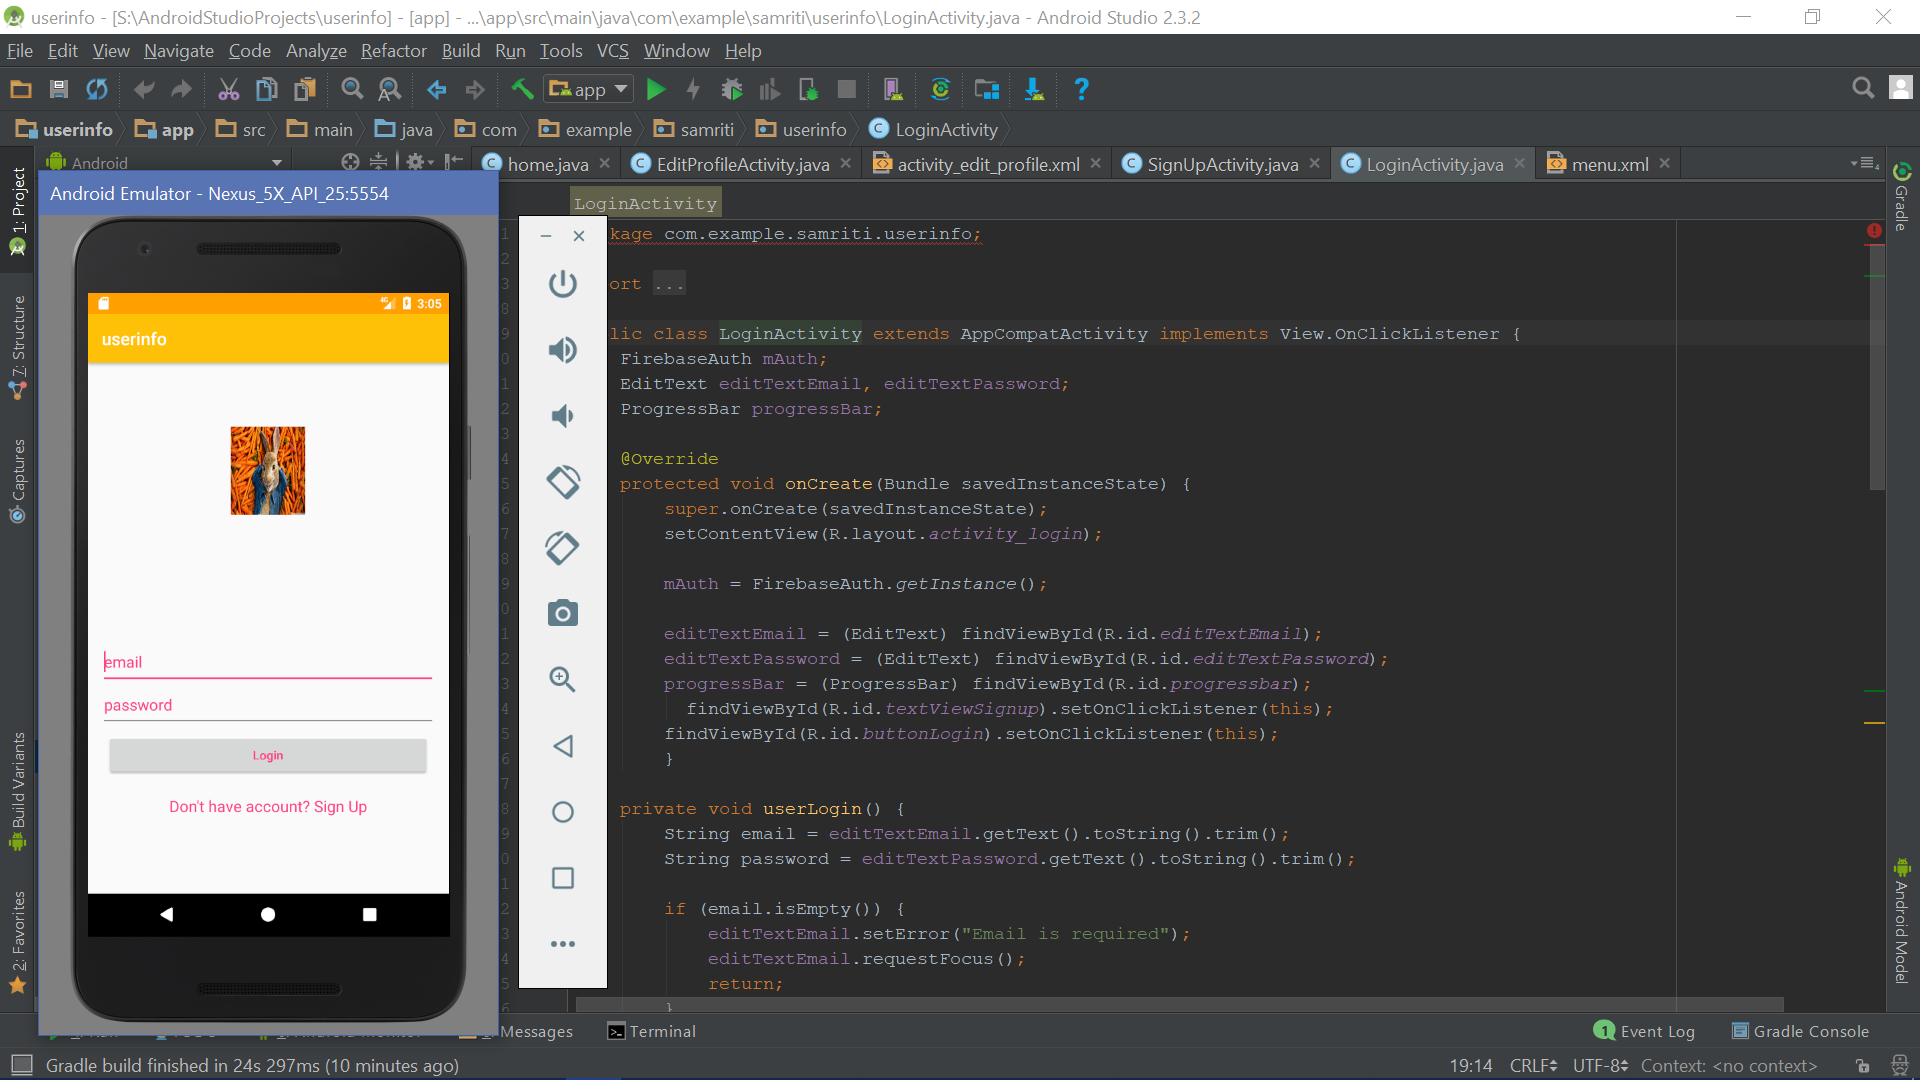 userinfo - [S:\AndroidStudioProjects\userinfo] - [app] - ...\app\src\main\java\com\example\samriti\userinfo\LoginActivity.java - Android Studio 2.3.2
File Edit View Navigate Code Analyze Refactor Build Run Tools VCS Window Help
app
userinfo app src main java com example samriti userinfo LoginActivity
Android
home.java EditProfileActivity.java activity_edit_profile.xml SignUpActivity.java LoginActivity.java menu.xml
1: Project
7: Structure
Captures
Build Variants
2: Favorites
Android Emulator - Nexus_5X_API_25:5554
4G 3:05
userinfo
email
password
Login
Don't have account? Sign Up
LoginActivity
kage com.example.samriti.userinfo;
ort ...
lic class LoginActivity extends AppCompatActivity implements View.OnClickListener {
FirebaseAuth mAuth;
EditText editTextEmail, editTextPassword;
ProgressBar progressBar;
@Override
protected void onCreate(Bundle savedInstanceState) {
super.onCreate(savedInstanceState);
setContentView(R.layout.activity_login);
mAuth = FirebaseAuth.getInstance();
editTextEmail = (EditText) findViewById(R.id.editTextEmail);
editTextPassword = (EditText) findViewById(R.id.editTextPassword);
progressBar = (ProgressBar) findViewById(R.id.progressbar);
findViewById(R.id.textViewSignup).setOnClickListener(this);
findViewById(R.id.buttonLogin).setOnClickListener(this);
}
private void userLogin() {
String email = editTextEmail.getText().toString().trim();
String password = editTextPassword.getText().toString().trim();
if (email.isEmpty()) {
editTextEmail.setError("Email is required");
editTextEmail.requestFocus();
return;
}
Gradle
Android Model
Messages Terminal 1 Event Log Gradle Console
Gradle build finished in 24s 297ms (10 minutes ago) 19:14 CRLF UTF-8 Context: <no context>